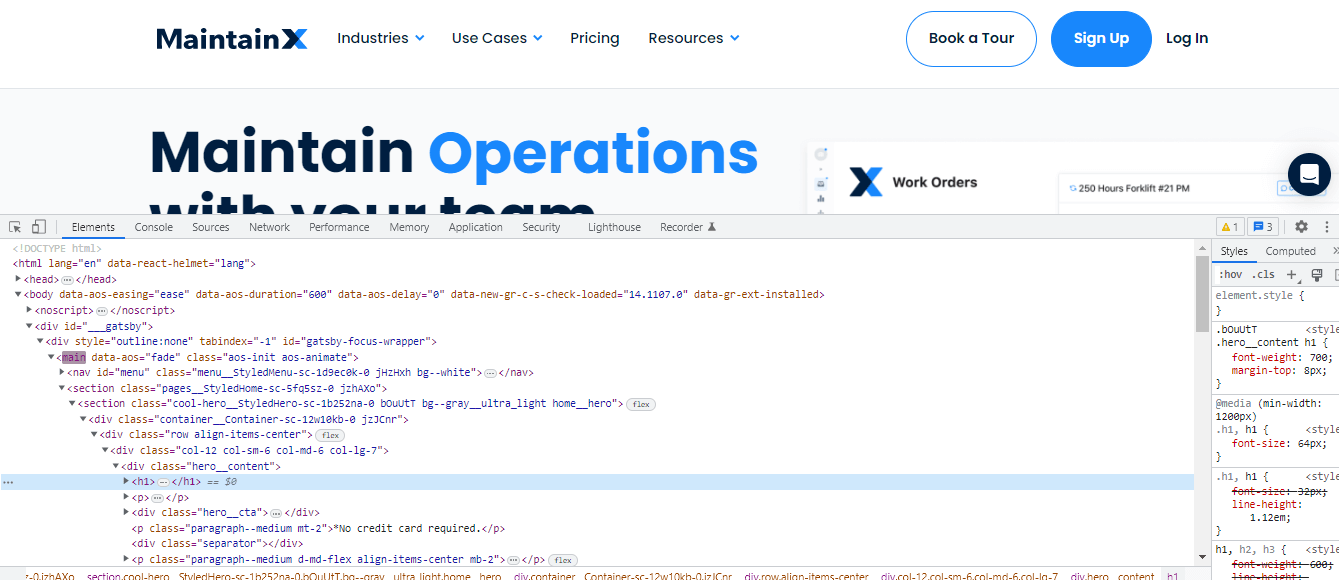 MaintainX Industries Use Cases Pricing Resources Book a Tour Sign Up Log In
Maintain Operations
with your team
Work Orders
250 Hours Forklift #21 PM
Elements Console Sources Network Performance Memory Application Security Lighthouse Recorder 1 3
<!DOCTYPE html>
<html lang="en" data-react-helmet="lang">
<head>…</head>
<body data-aos-easing="ease" data-aos-duration="600" data-aos-delay="0" data-new-gr-c-s-check-loaded="14.1107.0" data-gr-ext-installed>
<noscript>…</noscript>
<div id="___gatsby">
<div style="outline:none" tabindex="-1" id="gatsby-focus-wrapper">
<main data-aos="fade" class="aos-init aos-animate">
<nav id="menu" class="menu__StyledMenu-sc-1d9ec0k-0 jHzHxh bg--white">…</nav>
<section class="pages__StyledHome-sc-5fq5sz-0 jzhAXo">
<section class="cool-hero__StyledHero-sc-1b252na-0 bOuUtT bg--gray__ultra_light home__hero"> flex
<div class="container__Container-sc-12w10kb-0 jzJCnr">
<div class="row align-items-center"> flex
<div class="col-12 col-sm-6 col-md-6 col-lg-7">
<div class="hero__content">
… <h1>…</h1> == $0
<p>…</p>
<div class="hero__cta">…</div>
<p class="paragraph--medium mt-2">*No credit card required.</p>
<div class="separator"></div>
<p class="paragraph--medium d-md-flex align-items-center mb-2">…</p> flex
z-0.jzhAXo section.cool-hero__StyledHero-sc-1b252na-0.bOuUtT.bg--gray__ultra_light.home__hero div.container__Container-sc-12w10kb-0.jzJCnr div.row.align-items-center div.col-12.col-sm-6.col-md-6.col-lg-7 div.hero__content h1
Styles Computed »
:hov .cls +
element.style {
}
.bOuUtT <style
.hero__content h1 {
font-weight: 700;
margin-top: 8px;
}
@media (min-width:
1200px)
.h1, h1 { <style
font-size: 64px;
}
.h1, h1 { <style
font-size: 32px;
line-height:
1.12em;
}
h1, h2, h3 { <style
font-weight: 600;
line-height: